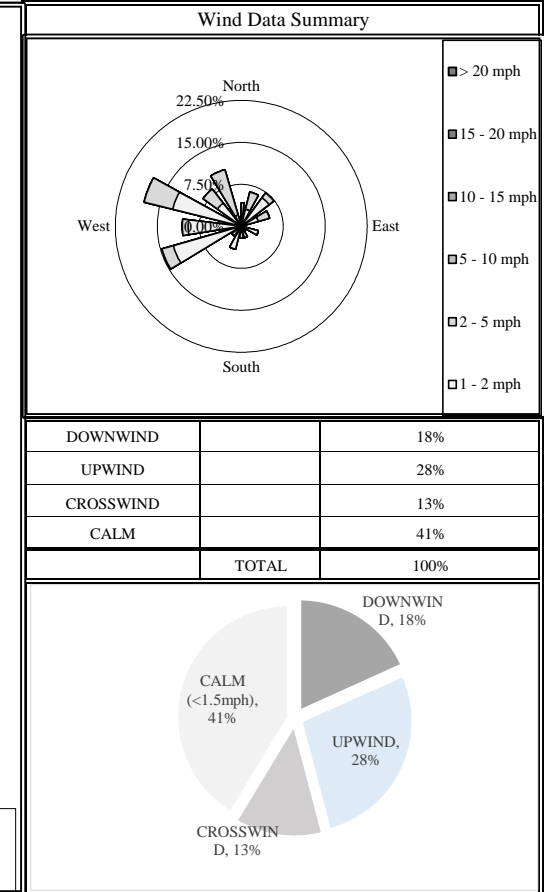 Wind Data Summary
North
22.50%
15.00%
7.50%
0.00%
West
East
South
> 20 mph
15 - 20 mph
10 - 15 mph
5 - 10 mph
2 - 5 mph
1 - 2 mph
DOWNWIND 18%
UPWIND 28%
CROSSWIND 13%
CALM 41%
TOTAL 100%
DOWNWIN
D, 18%
CALM
(<1.5mph),
41%
UPWIND,
28%
CROSSWIN
D, 13%